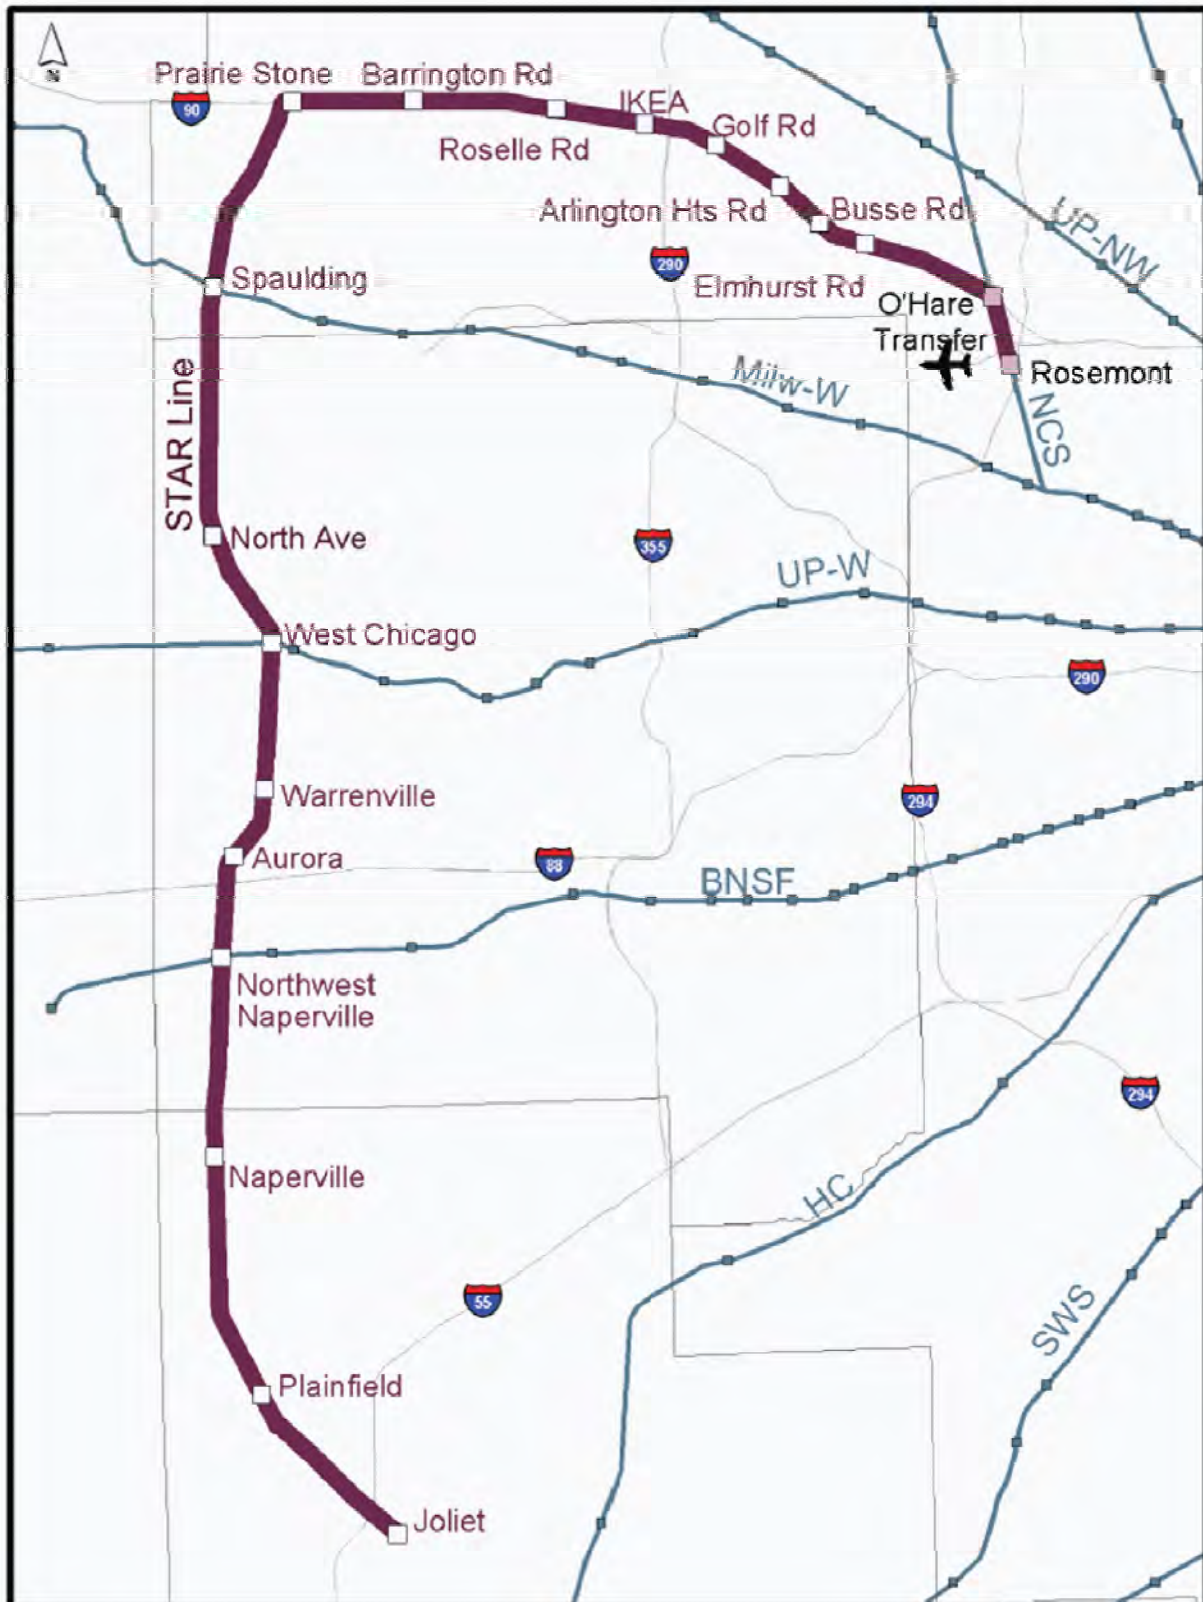 N
Prairie Stone
Barrington Rd
90
IKEA
Golf Rd
Roselle Rd
Arlington Hts Rd
Busse Rd
UP-NW
290
Spaulding
Elmhurst Rd
O'Hare
Transfer
Rosemont
Milw-W
NCS
STAR Line
North Ave
355
UP-W
West Chicago
290
Warrenville
294
Aurora
88
BNSF
Northwest
Naperville
294
Naperville
HC
55
SWS
Plainfield
Joliet